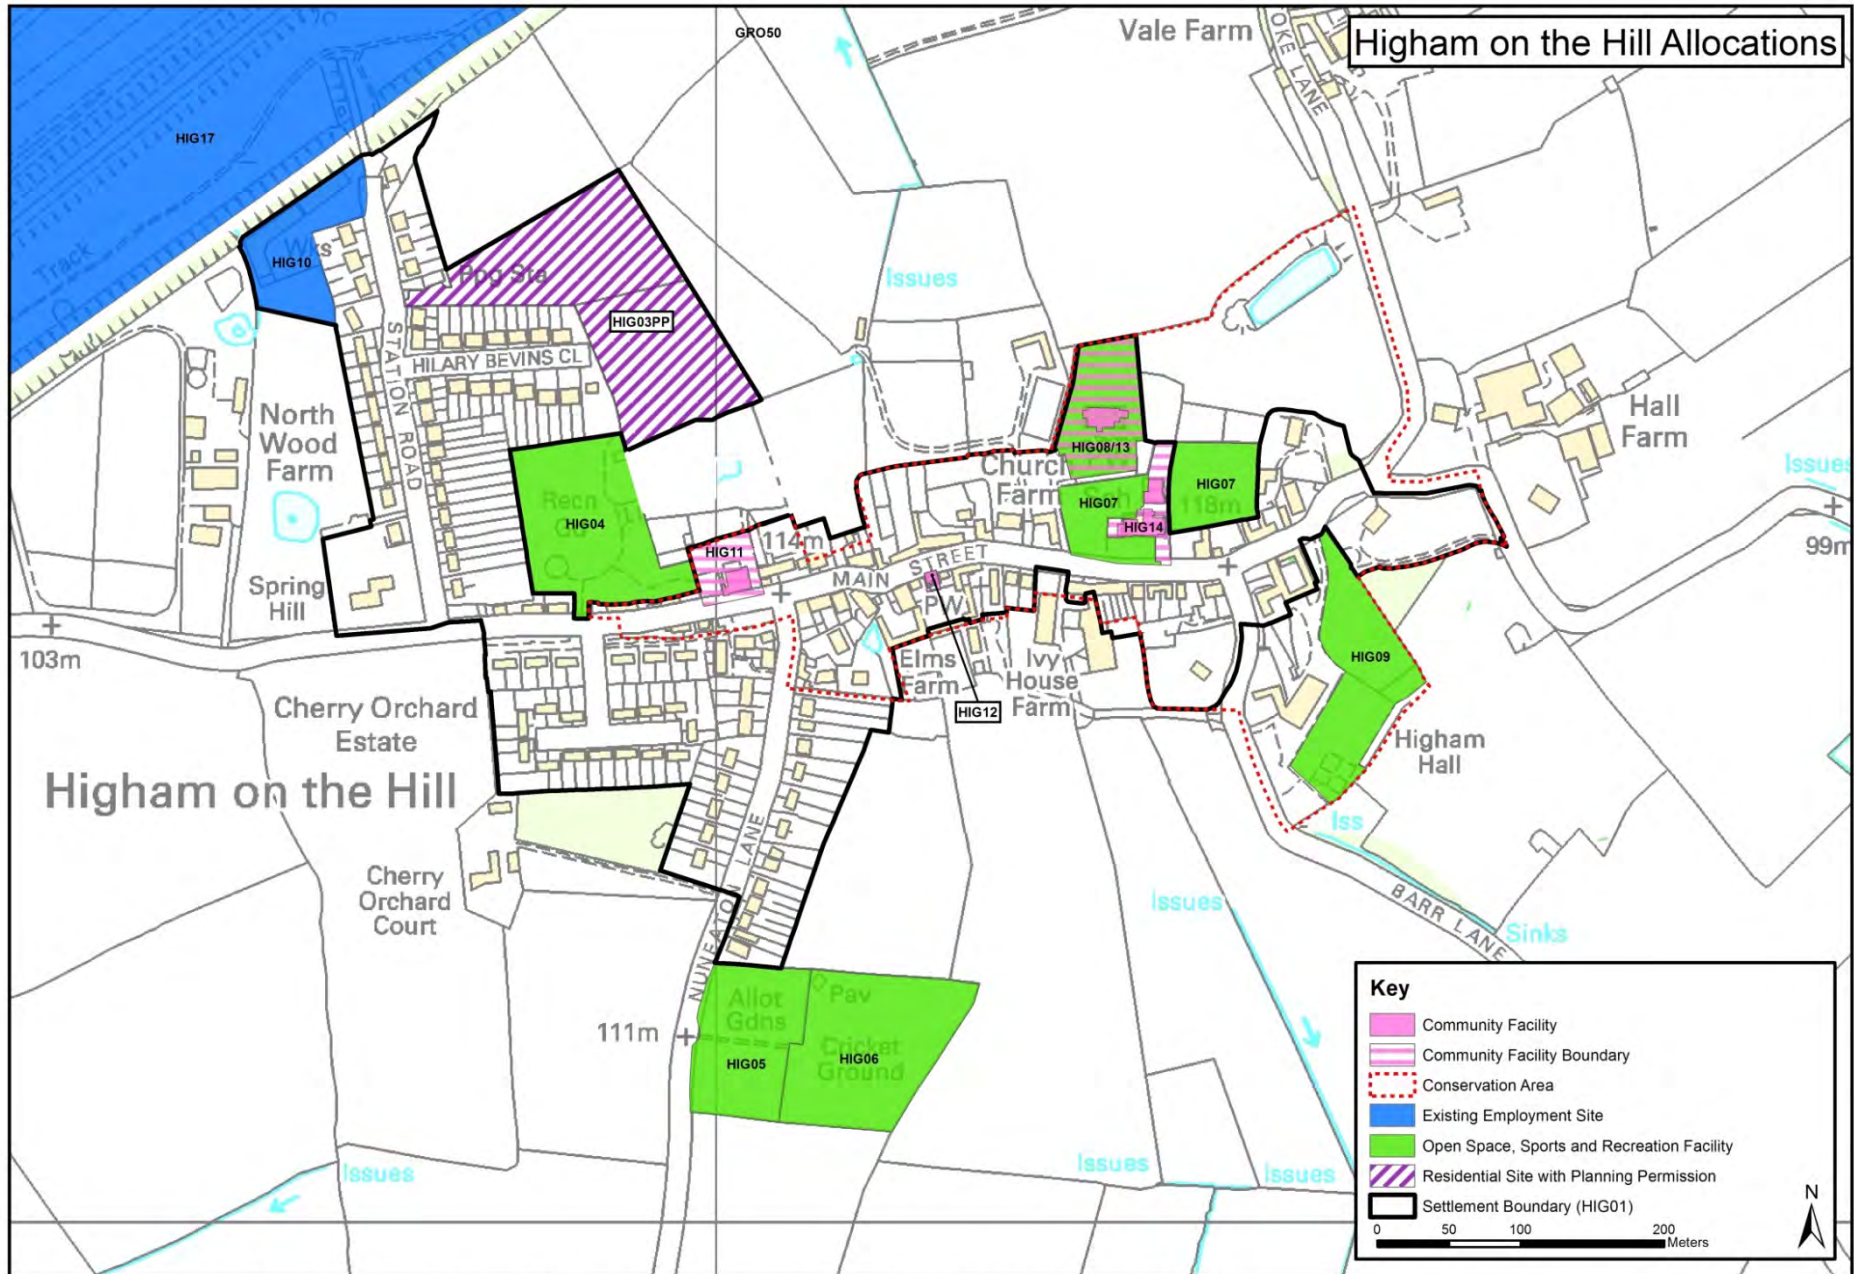 Higham on the Hill Allocations
GRO50
Vale Farm
OKE LANE
HIG17
Track
Wks
HIG10
Ppg Sta
HIG03PP
Issues
STATION ROAD
HILARY BEVINS CL
North
Wood
Farm
Hall
Farm
Issues
99m
Recn
Gd
HIG04
Church
Farm
HIG08/13
HIG07
Sch
HIG14
HIG07
118m
HIG11
114m
MAIN STREET
PW
Spring
Hill
103m
Elms
Farm
Ivy
House
Farm
HIG12
HIG09
Higham
Hall
Cherry Orchard
Estate
Higham on the Hill
Cherry
Orchard
Court
NUNEATON LANE
Iss
BARR LANE
Issues
Sinks
Allot
Gdns
Pav
111m
HIG05
Cricket
Ground
HIG06
Issues
Issues
Issues
Key
Community Facility
Community Facility Boundary
Conservation Area
Existing Employment Site
Open Space, Sports and Recreation Facility
Residential Site with Planning Permission
Settlement Boundary (HIG01)
N
0 50 100 200
Meters